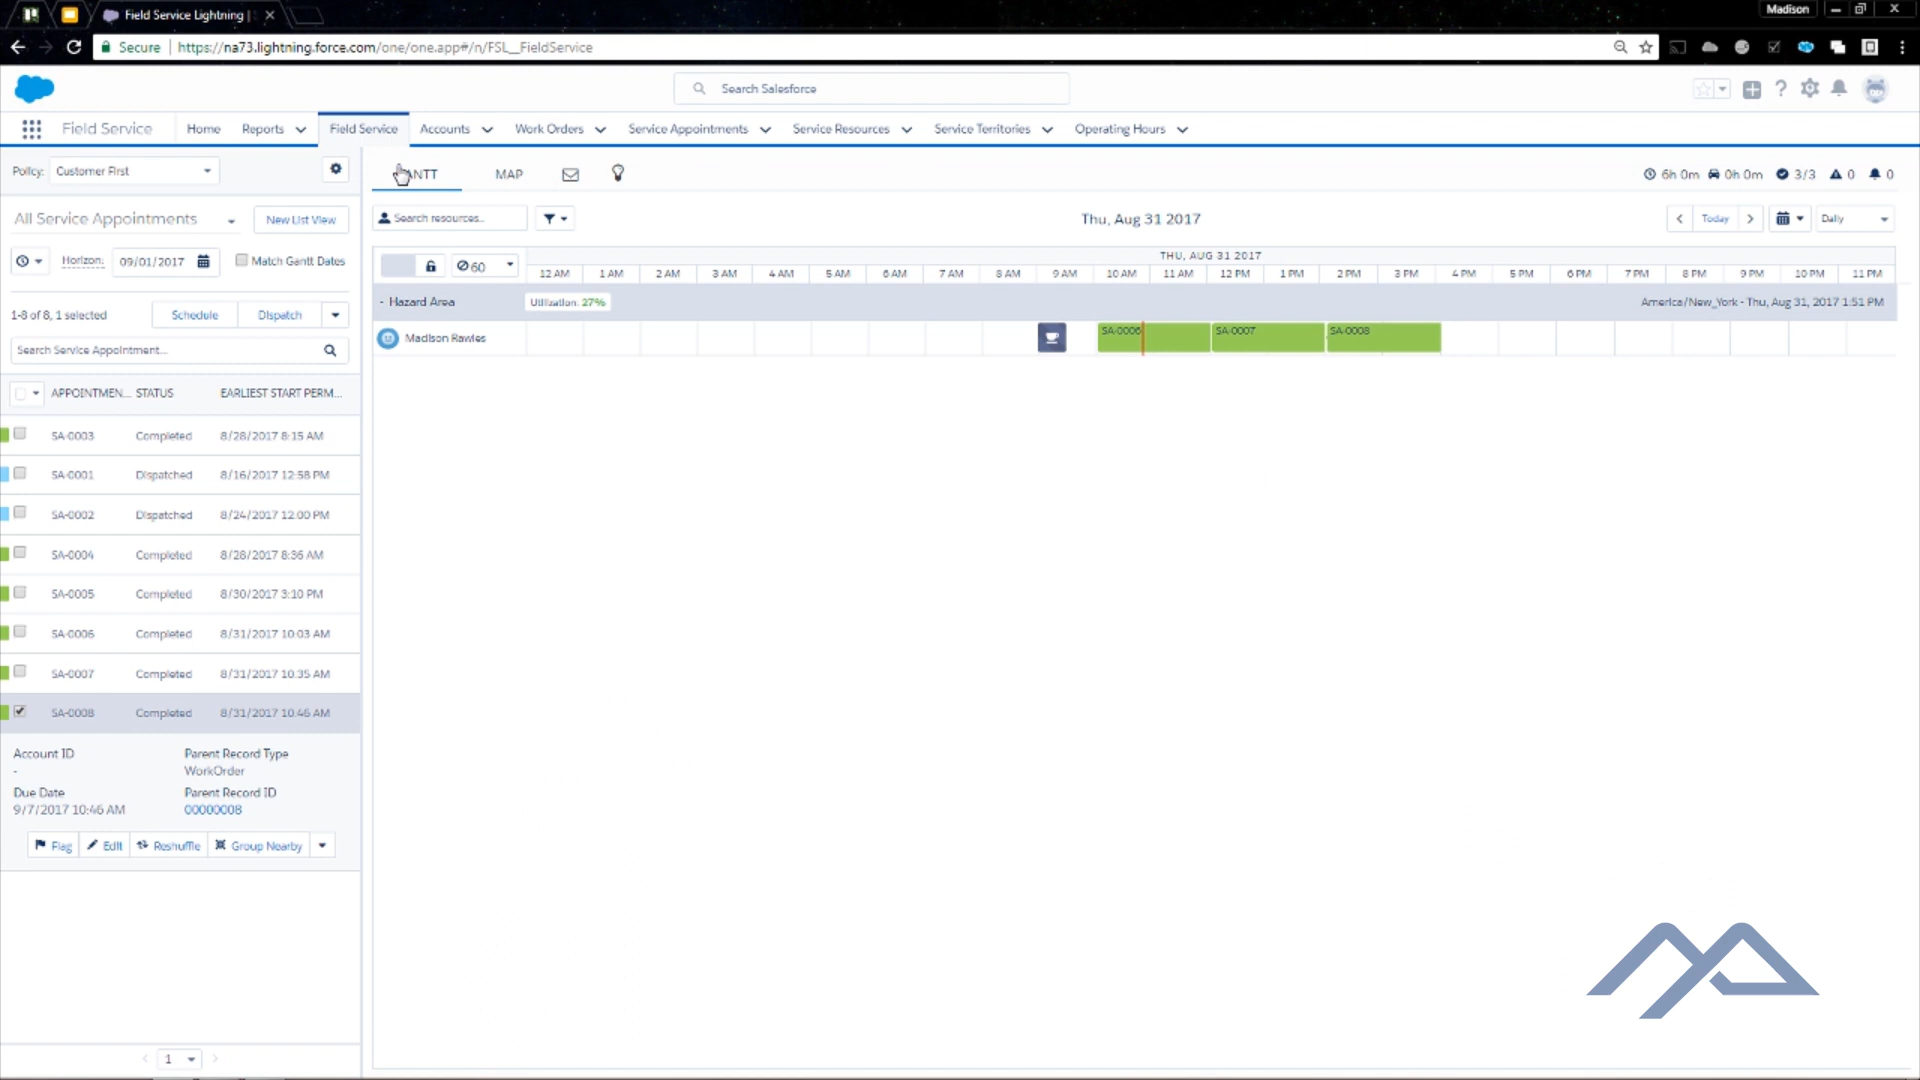 Field Service Lightning |
Madison
Secure
https://na73.lightning.force.com/one/one.app#/n/FSL__FieldService
Search Salesforce
Field Service
Home
Reports
Field Service
Accounts
Work Orders
Service Appointments
Service Resources
Service Territories
Operating Hours
Policy:
Customer First
ANTT
MAP
6h 0m
0h 0m
3/3
0
0
All Service Appointments
New List View
Search resources..
Thu, Aug 31 2017
Today
Daily
Horizon:
09/01/2017
Match Gantt Dates
60
THU, AUG 31 2017
12 AM 1 AM 2 AM 3 AM 4 AM 5 AM 6 AM 7 AM 8 AM 9 AM 10 AM 11 AM 12 PM 1 PM 2 PM 3 PM 4 PM 5 PM 6 PM 7 PM 8 PM 9 PM 10 PM 11 PM
- Hazard Area
Utilization: 27%
America/New_York - Thu, Aug 31, 2017 1:51 PM
Madison Rawles
SA-0006
SA-0007
SA-0008
1-8 of 8, 1 selected
Schedule
Dispatch
Search Service Appointment...
APPOINTMEN... STATUS EARLIEST START PERM...
SA-0003 Completed 8/28/2017 8:15 AM
SA-0001 Dispatched 8/16/2017 12:58 PM
SA-0002 Dispatched 8/24/2017 12:00 PM
SA-0004 Completed 8/28/2017 8:36 AM
SA-0005 Completed 8/30/2017 3:10 PM
SA-0006 Completed 8/31/2017 10:03 AM
SA-0007 Completed 8/31/2017 10:35 AM
SA-0008 Completed 8/31/2017 10:46 AM
Account ID
-
Parent Record Type
WorkOrder
Due Date
9/7/2017 10:46 AM
Parent Record ID
00000008
Flag
Edit
Reshuffle
Group Nearby
1